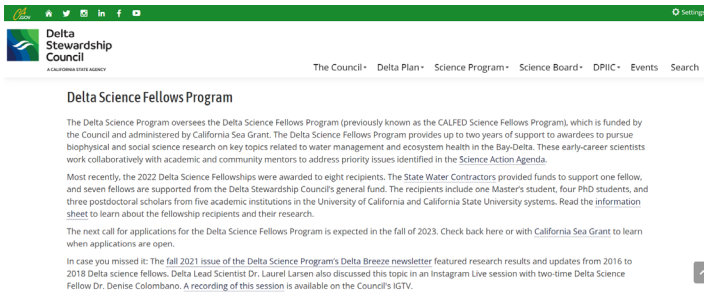 CA
.GOV
Settings
Delta
Stewardship
Council
A CALIFORNIA STATE AGENCY
The Council Delta Plan Science Program Science Board DPIIC Events Search
Delta Science Fellows Program
The Delta Science Program oversees the Delta Science Fellows Program (previously known as the CALFED Science Fellows Program), which is funded by
the Council and administered by California Sea Grant. The Delta Science Fellows Program provides up to two years of support to awardees to pursue
biophysical and social science research on key topics related to water management and ecosystem health in the Bay-Delta. These early-career scientists
work collaboratively with academic and community mentors to address priority issues identified in the Science Action Agenda.
Most recently, the 2022 Delta Science Fellowships were awarded to eight recipients. The State Water Contractors provided funds to support one fellow,
and seven fellows are supported from the Delta Stewardship Council's general fund. The recipients include one Master's student, four PhD students, and
three postdoctoral scholars from five academic institutions in the University of California and California State University systems. Read the information
sheet to learn about the fellowship recipients and their research.
The next call for applications for the Delta Science Fellows Program is expected in the fall of 2023. Check back here or with California Sea Grant to learn
when applications are open.
In case you missed it: The fall 2021 issue of the Delta Science Program's Delta Breeze newsletter featured research results and updates from 2016 to
2018 Delta science fellows. Delta Lead Scientist Dr. Laurel Larsen also discussed this topic in an Instagram Live session with two-time Delta Science
Fellow Dr. Denise Colombano. A recording of this session is available on the Council's IGTV.